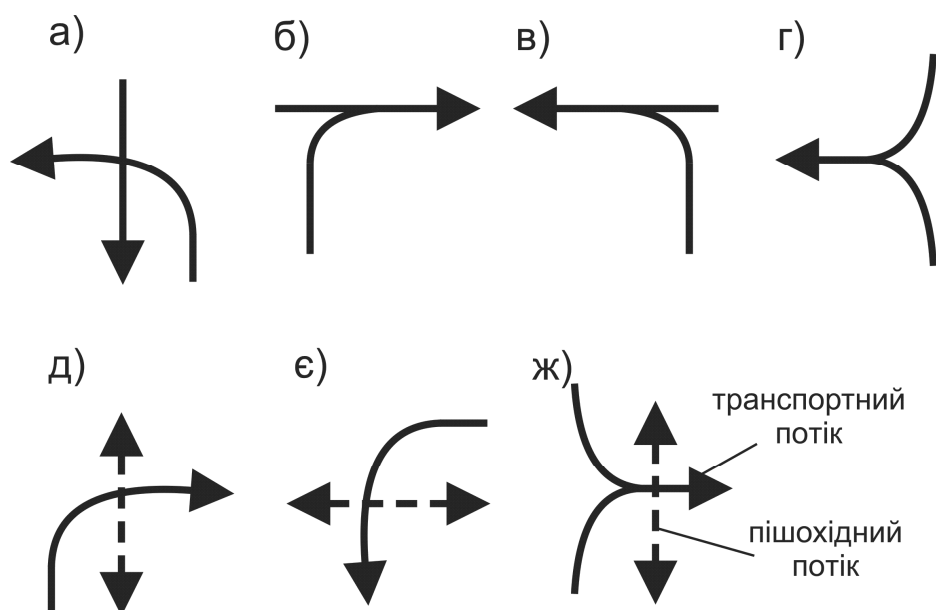 а)
б)
в)
г)
д)
є)
ж)
транспортний
потік
пішохідний
потік